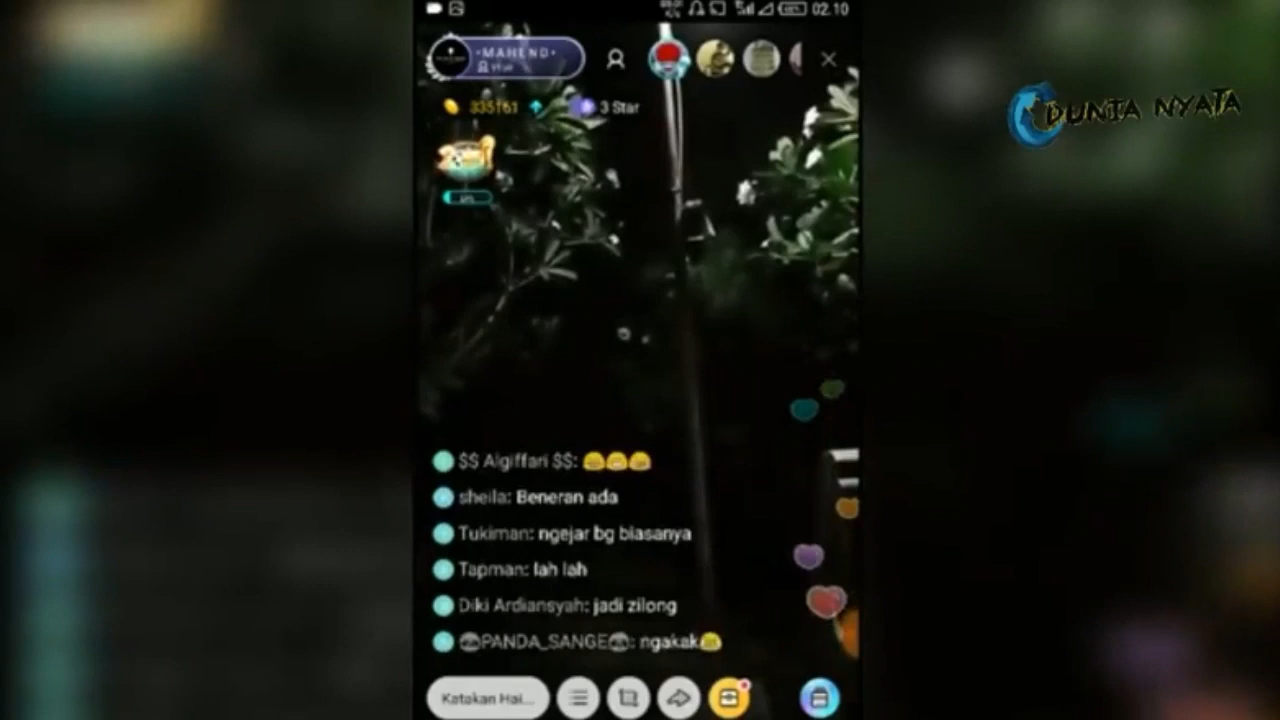 02.10
•MAHEND•
DUNIA NYATA
335161
3 Star
$$ Algiffari $$:
sheila: Beneran ada
Tukiman: ngejar bg biasanya
Tapman: lah lah
Diki Ardiansyah: jadi zilong
PANDA_SANGE: ngakak
Katakan Hai...